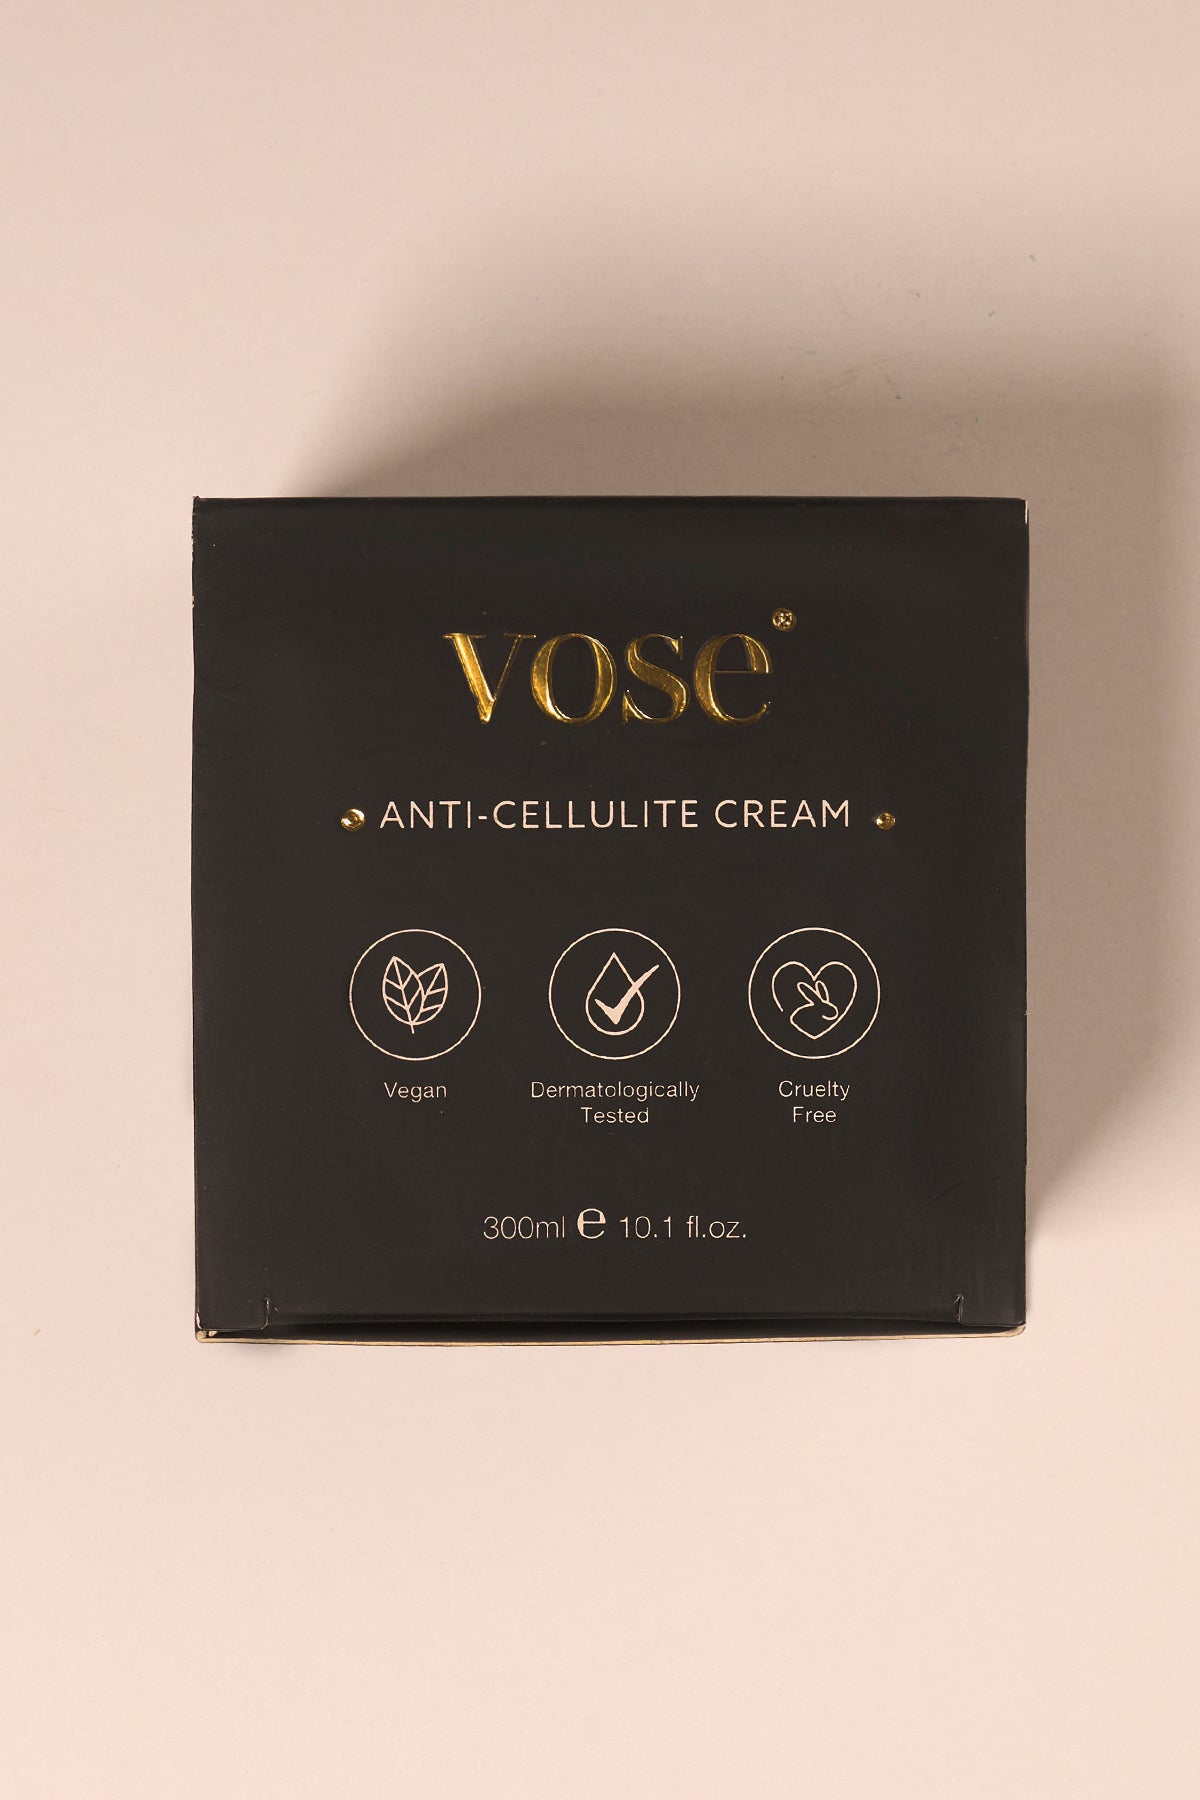 vose®
ANTI-CELLULITE CREAM
Vegan
Dermatologically
Tested
Cruelty
Free
300ml ℮ 10.1 fl.oz.